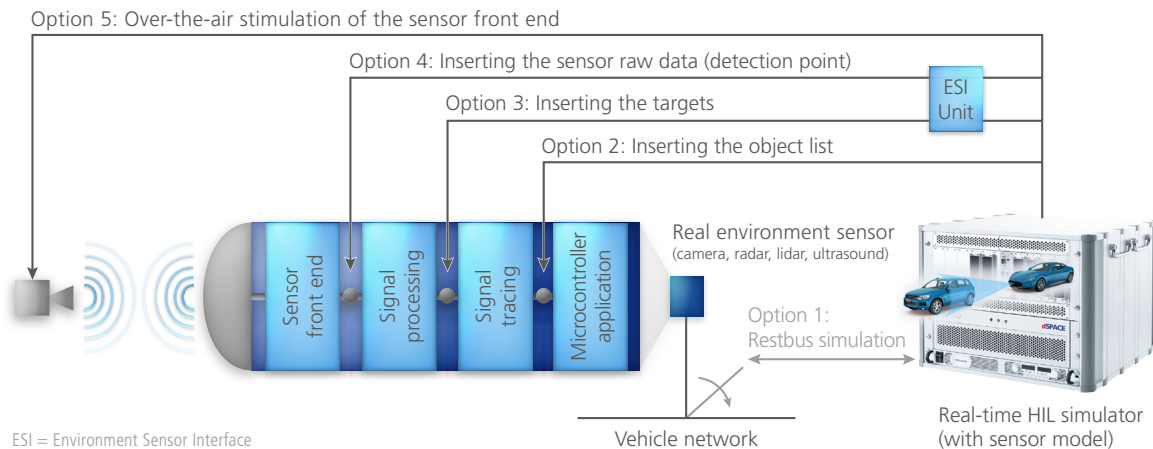 Option 5: Over-the-air stimulation of the sensor front end
Option 4: Inserting the sensor raw data (detection point)
ESI
Unit
Option 3: Inserting the targets
Option 2: Inserting the object list
Sensor
front end
Signal
processing
Signal
tracing
Microcontroller
application
Real environment sensor
(camera, radar, lidar, ultrasound)
Option 1:
Restbus simulation
dSPACE
Vehicle network
Real-time HIL simulator
(with sensor model)
ESI = Environment Sensor Interface